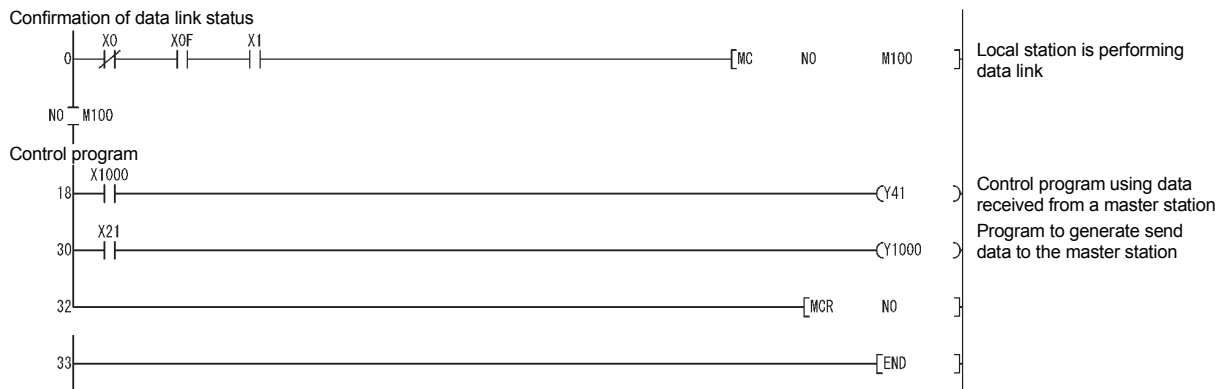 Confirmation of data link status
X0 X0F X1
0 MC N0 M100 Local station is performing
data link
N0 M100
Control program
X1000
18 Y41 Control program using data
received from a master station
X21 Program to generate send
30 Y1000 data to the master station
32 MCR N0
33 END